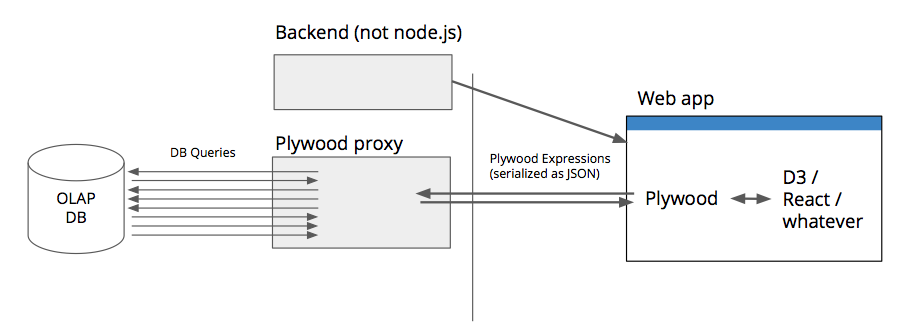 Backend (not node.js)
Web app
Plywood proxy
DB Queries
Plywood Expressions
(serialized as JSON)
OLAP
DB
Plywood
D3 /
React /
whatever